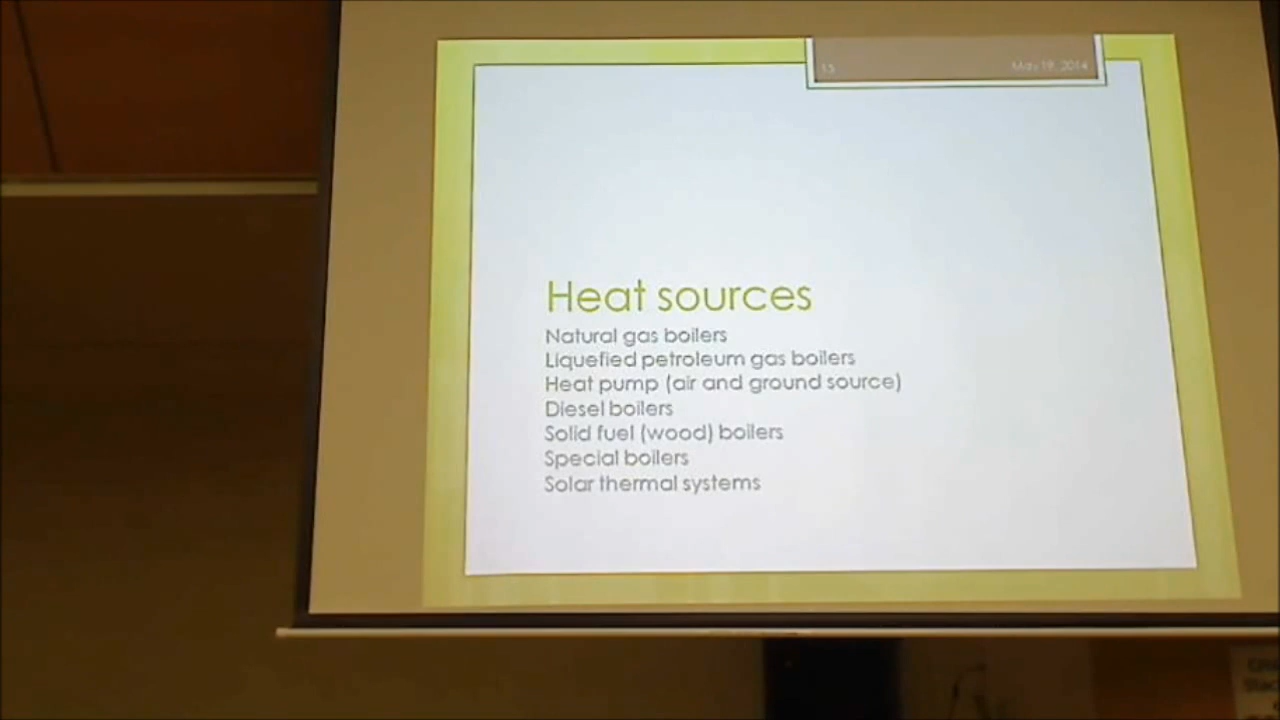 15
May 19, 2014
Heat sources
Natural gas boilers
Liquefied petroleum gas boilers
Heat pump (air and ground source)
Diesel boilers
Solid fuel (wood) boilers
Special boilers
Solar thermal systems